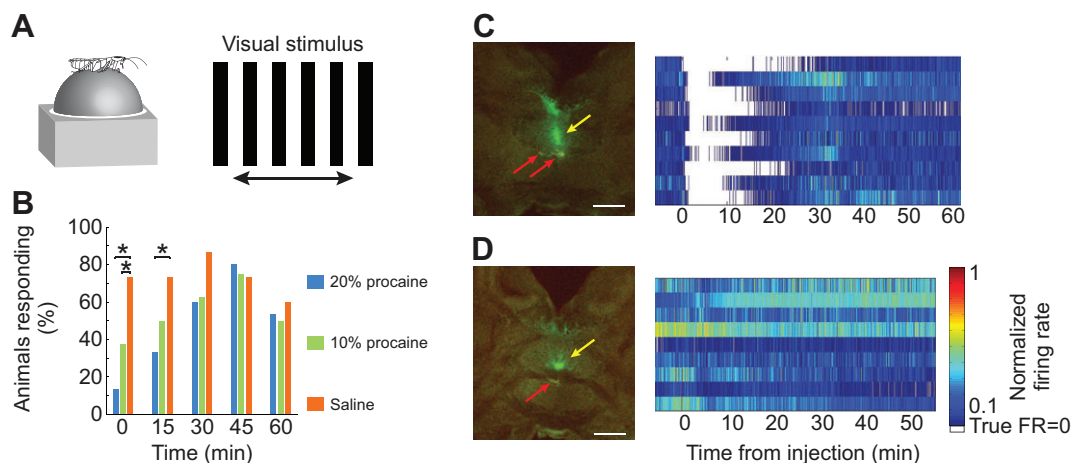 A
Visual stimulus
B
100
80
60
40
20
0
Animals responding
(%)
* *
*
0 15 30 45 60
Time (min)
20% procaine
10% procaine
Saline
C
0 10 20 30 40 50 60
D
0 10 20 30 40 50
Time from injection (min)
1
0.1
True FR=0
Normalized
firing rate